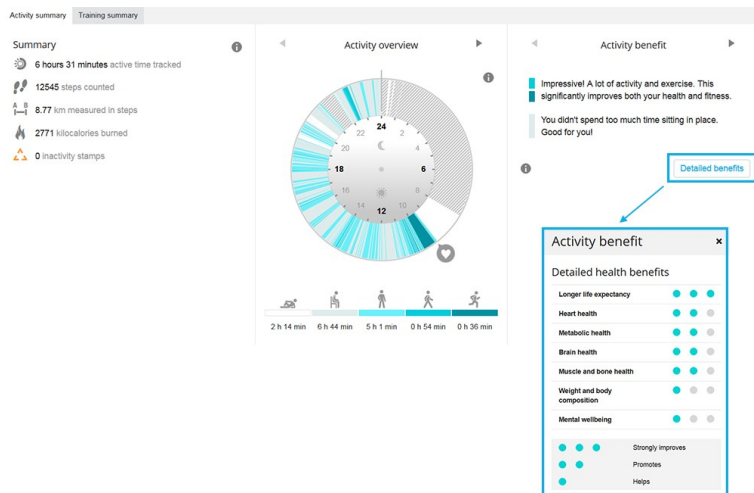 Activity summary
Training summary
Summary
6 hours 31 minutes active time tracked
12545 steps counted
A B
8.77 km measured in steps
2771 kilocalories burned
0 inactivity stamps
Activity overview
24
22 2
20 4
18 6
16 8
14 10
12
2 h 14 min 6 h 44 min 5 h 1 min 0 h 54 min 0 h 36 min
Activity benefit
Impressive! A lot of activity and exercise. This
significantly improves both your health and fitness.
You didn't spend too much time sitting in place.
Good for you!
Detailed benefits
Activity benefit ×
Detailed health benefits
Longer life expectancy
Heart health
Metabolic health
Brain health
Muscle and bone health
Weight and body
composition
Mental wellbeing
Strongly improves
Promotes
Helps